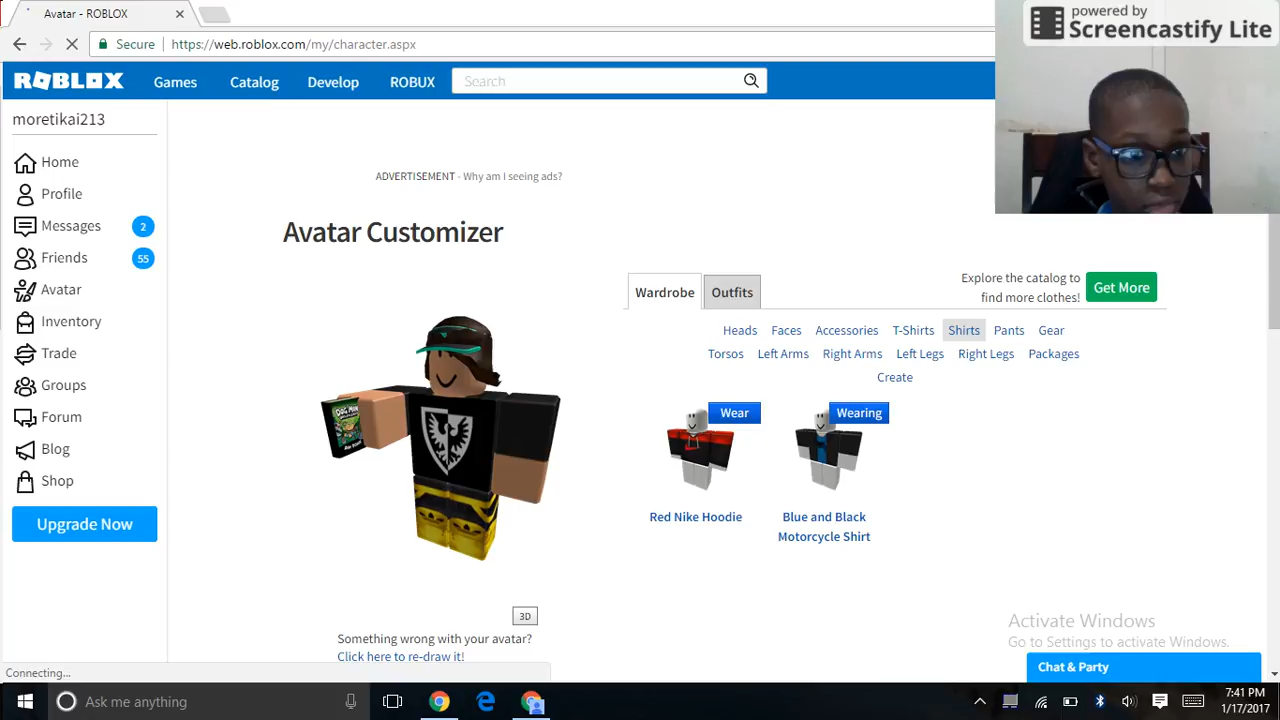 Avatar - ROBLOX
powered by
Screencastify Lite
Secure
https://web.roblox.com/my/character.aspx
ROBLOX
Games
Catalog
Develop
ROBUX
Search
moretikai213
Home
Profile
Messages
2
Friends
55
Avatar
Inventory
Trade
Groups
Forum
Blog
Shop
Upgrade Now
ADVERTISEMENT - Why am I seeing ads?
Avatar Customizer
DOG MAN
3D
Something wrong with your avatar?
Click here to re-draw it!
Wardrobe
Outfits
Explore the catalog to
find more clothes!
Get More
Heads Faces Accessories T-Shirts Shirts Pants Gear
Torsos Left Arms Right Arms Left Legs Right Legs Packages
Create
Wear
Wearing
Red Nike Hoodie
Blue and Black
Motorcycle Shirt
Activate Windows
Go to Settings to activate Windows.
Chat & Party
Connecting...
Ask me anything
7:41 PM
1/17/2017